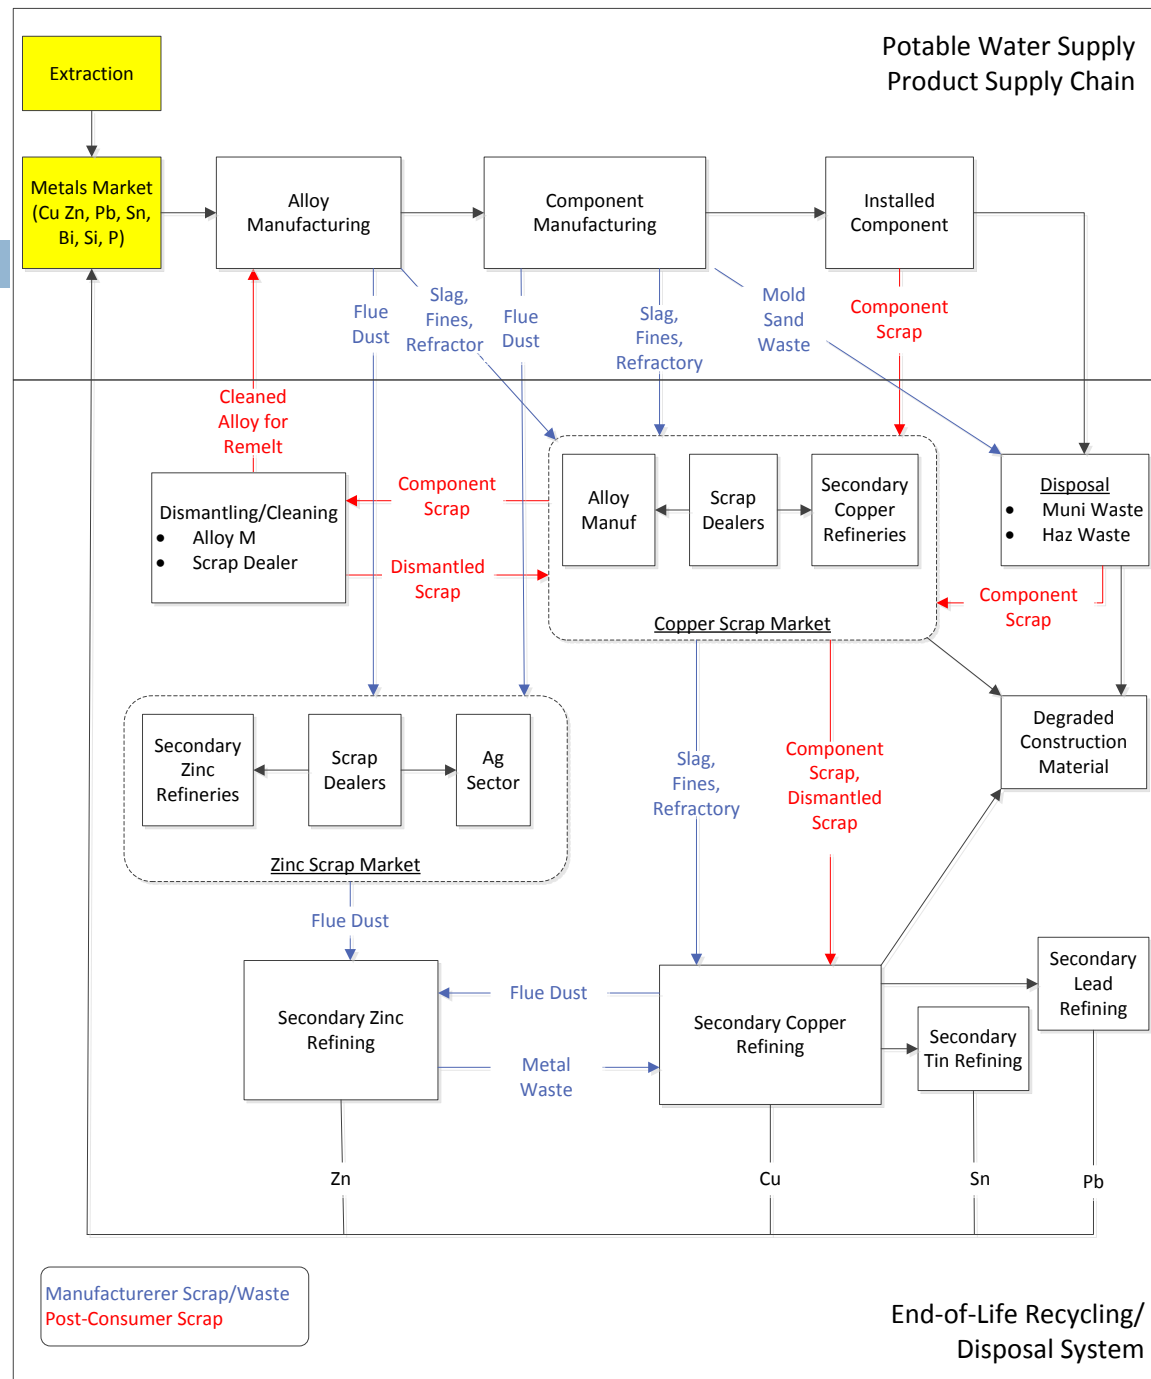 Potable Water Supply
Product Supply Chain
Extraction
Metals Market
(Cu Zn, Pb, Sn,
Bi, Si, P)
Alloy
Manufacturing
Component
Manufacturing
Installed
Component
Flue
Dust
Slag,
Fines,
Refractor
Flue
Dust
Slag,
Fines,
Refractory
Mold
Sand
Waste
Component
Scrap
Cleaned
Alloy for
Remelt
Dismantling/Cleaning
• Alloy M
• Scrap Dealer
Component
Scrap
Dismantled
Scrap
Alloy
Manuf
Scrap
Dealers
Secondary
Copper
Refineries
Copper Scrap Market
Disposal
• Muni Waste
• Haz Waste
Component
Scrap
Secondary
Zinc
Refineries
Scrap
Dealers
Ag
Sector
Zinc Scrap Market
Slag,
Fines,
Refractory
Component
Scrap,
Dismantled
Scrap
Degraded
Construction
Material
Flue Dust
Secondary Zinc
Refining
Flue Dust
Metal
Waste
Secondary Copper
Refining
Secondary
Tin Refining
Secondary
Lead
Refining
Zn
Cu
Sn
Pb
Manufacturerer Scrap/Waste
Post-Consumer Scrap
End-of-Life Recycling/
Disposal System